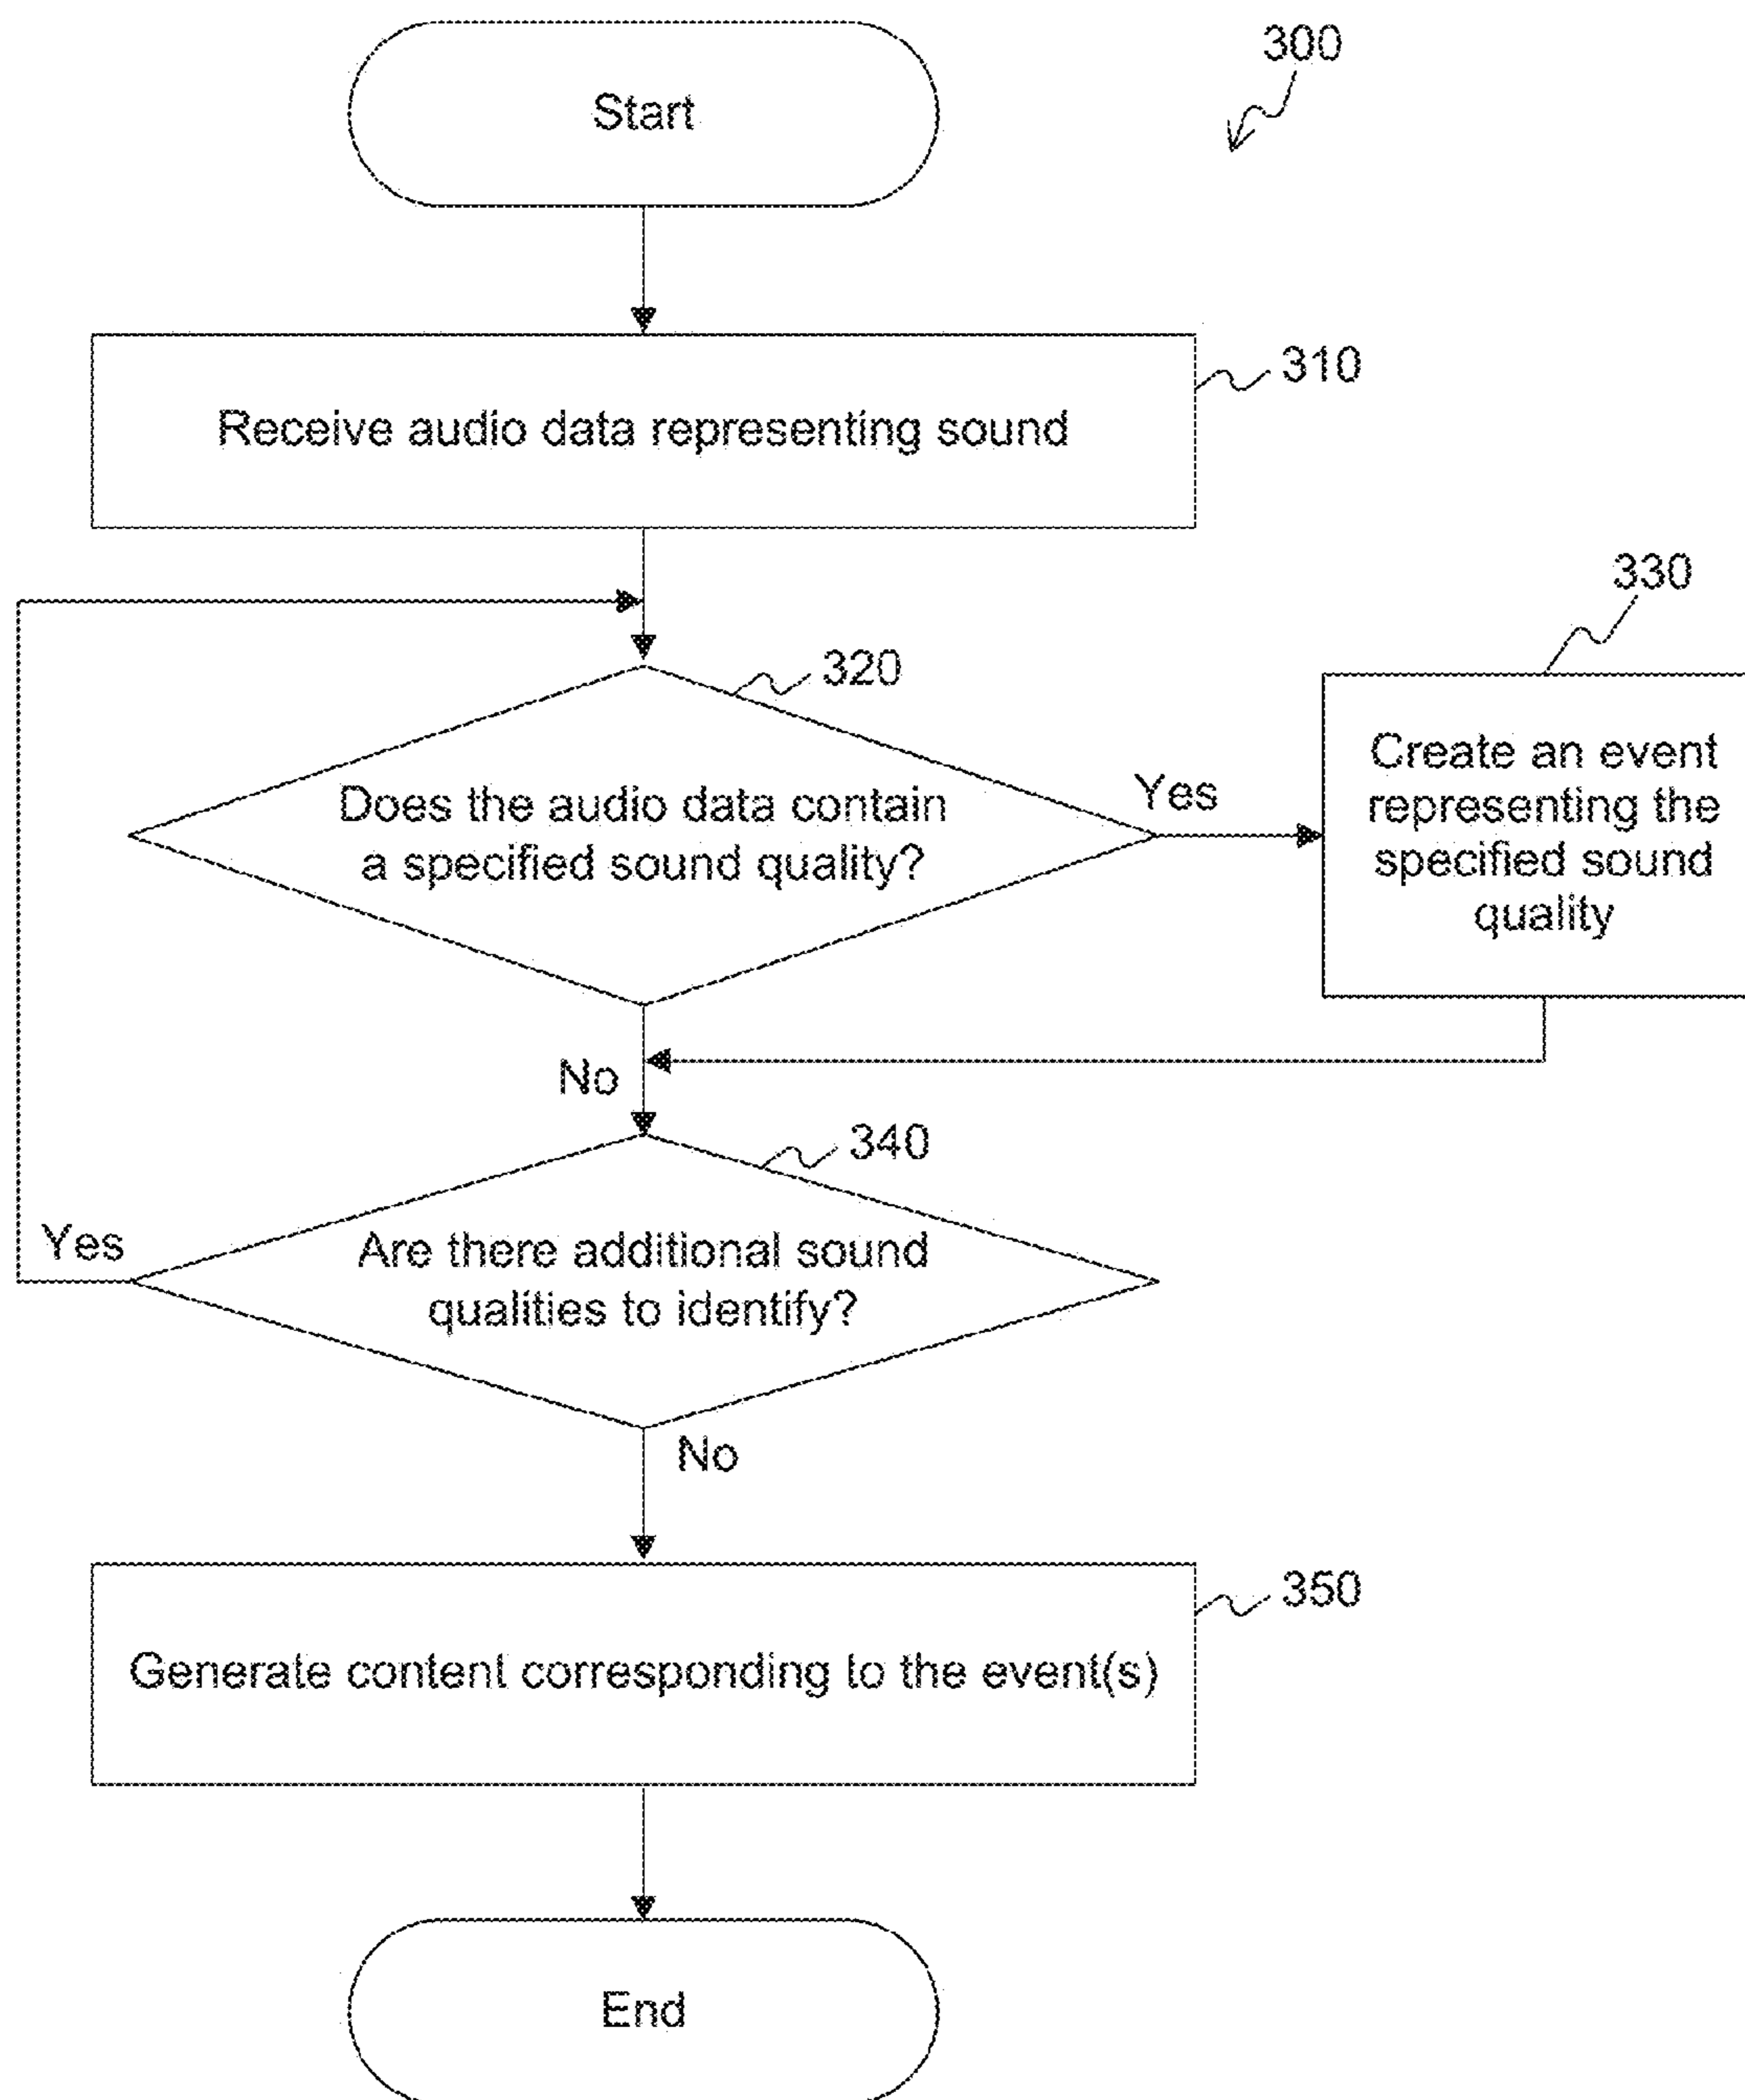 300
Start
310
Receive audio data representing sound
330
320
Does the audio data contain
a specified sound quality?
Yes
Create an event
representing the
specified sound
quality
No
340
Yes
Are there additional sound
qualities to identify?
No
350
Generate content corresponding to the event(s)
End